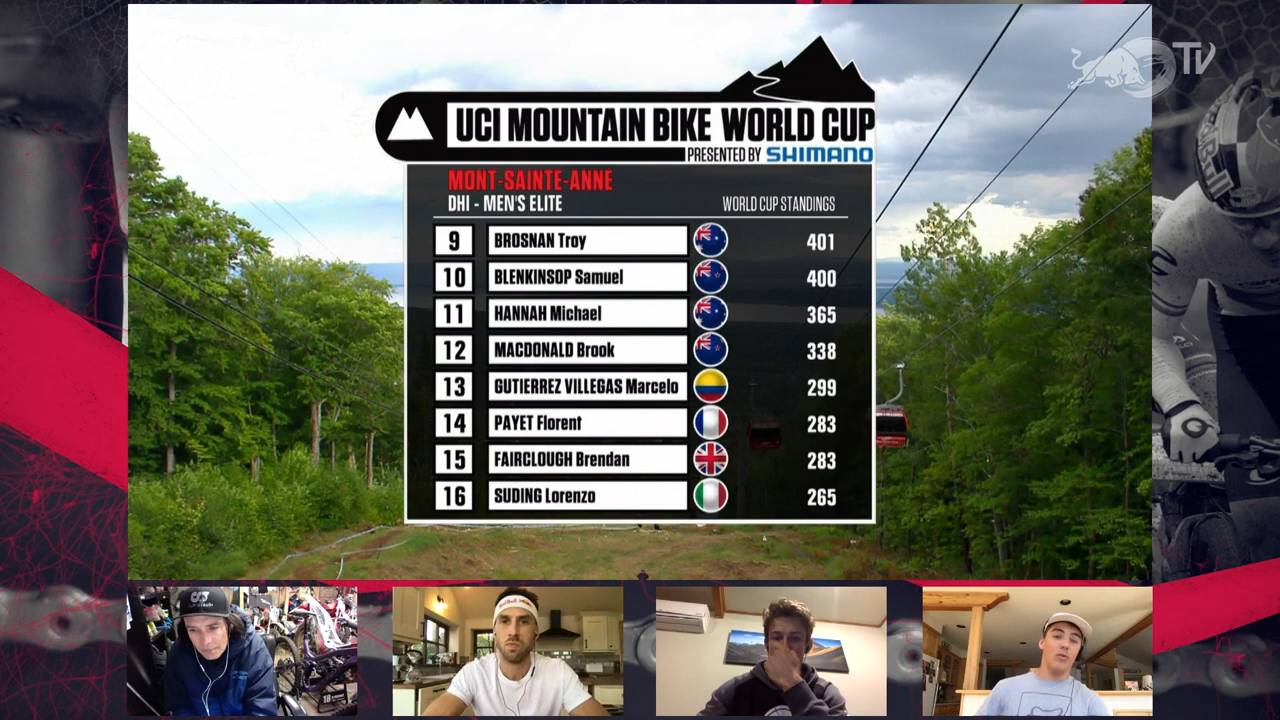 TV
UCI MOUNTAIN BIKE WORLD CUP
PRESENTED BY SHIMANO
MONT-SAINTE-ANNE
DHI - MEN'S ELITE
WORLD CUP STANDINGS
9 BROSNAN Troy 401
10 BLENKINSOP Samuel 400
11 HANNAH Michael 365
12 MACDONALD Brook 338
13 GUTIERREZ VILLEGAS Marcelo 299
14 PAYET Florent 283
15 FAIRCLOUGH Brendan 283
16 SUDING Lorenzo 265
Red Bull